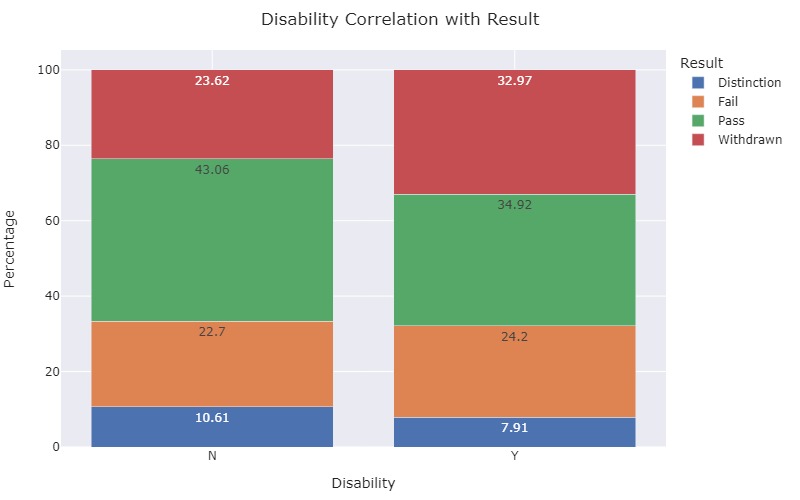 Disability Correlation with Result
Result
Distinction
Fail
Pass
Withdrawn
Percentage
100
80
60
40
20
0
23.62
43.06
22.7
10.61
32.97
34.92
24.2
7.91
N
Y
Disability